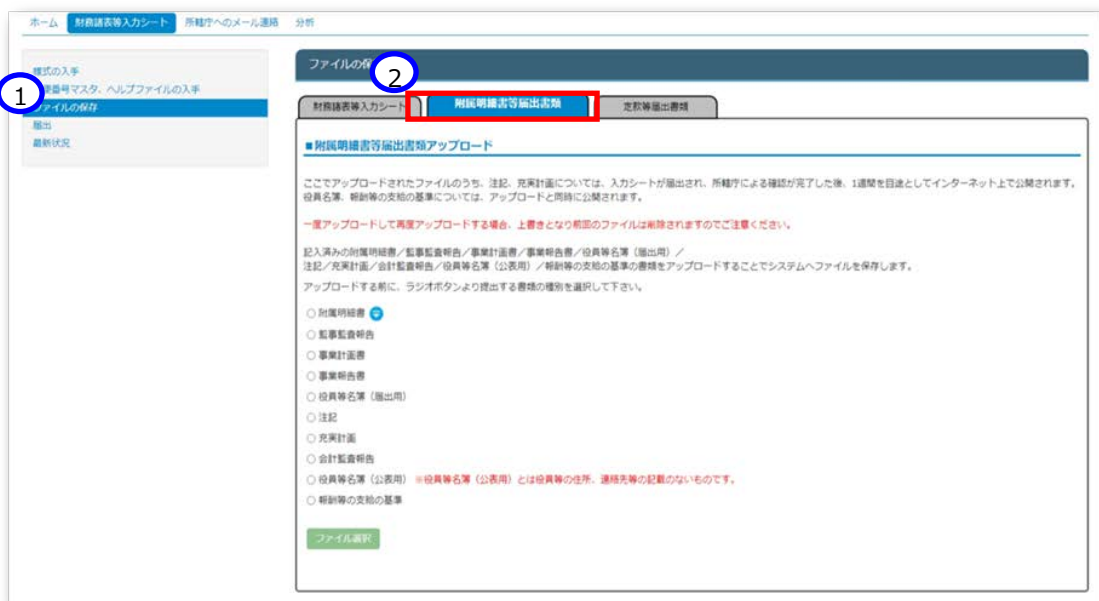 ホーム 財務諸表等入力シート 所轄庁へのメール連絡 分析
様式の入手
便番号マスタ、ヘルプファイルの入手
1
ファイルの保存
届出
最新状況
ファイルの保
2
財務諸表等入力シート 附属明細書等届出書類 定款等届出書類
■附属明細書等届出書類アップロード
ここでアップロードされたファイルのうち、注記、充実計画については、入力シートが届出され、所轄庁による確認が完了した後、1週間を目途としてインターネット上で公開されます。
役員名簿、報酬等の支給の基準については、アップロードと同時に公開されます。
一度アップロードして再度アップロードする場合、上書きとなり前回のファイルは削除されますのでご注意ください。
記入済みの附属明細書／監事監査報告／事業計画書／事業報告書／役員等名簿（届出用）／
注記／充実計画／会計監査報告／役員等名簿（公表用）／報酬等の支給の基準の書類をアップロードすることでシステムへファイルを保存します。
アップロードする前に、ラジオボタンより提出する書類の種別を選択して下さい。
附属明細書
監事監査報告
事業計画書
事業報告書
役員等名簿（届出用）
注記
充実計画
会計監査報告
役員等名簿（公表用） ※役員等名簿（公表用）とは役員等の住所、連絡先等の記載のないものです。
報酬等の支給の基準
ファイル選択